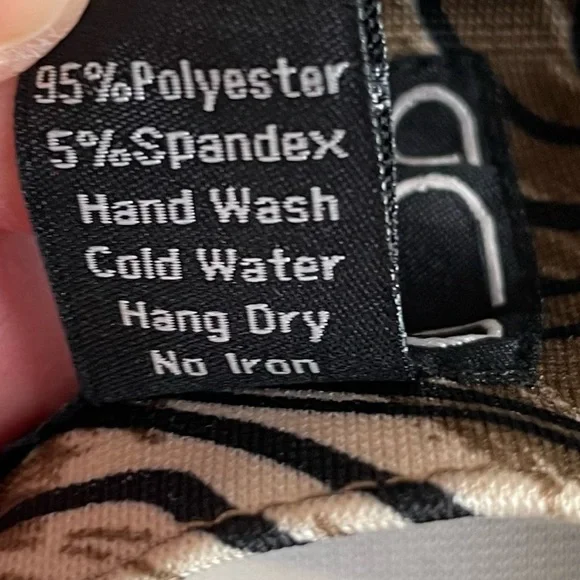 95%Polyester
5%Spandex
Hand Wash
Cold Water
Hang Dry
No Iron